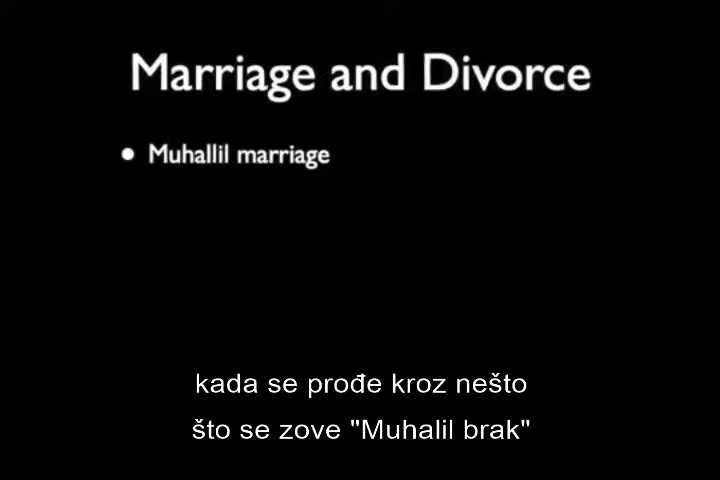 Marriage and Divorce
• Muhallil marriage
kada se prođe kroz nešto
što se zove "Muhalil brak"